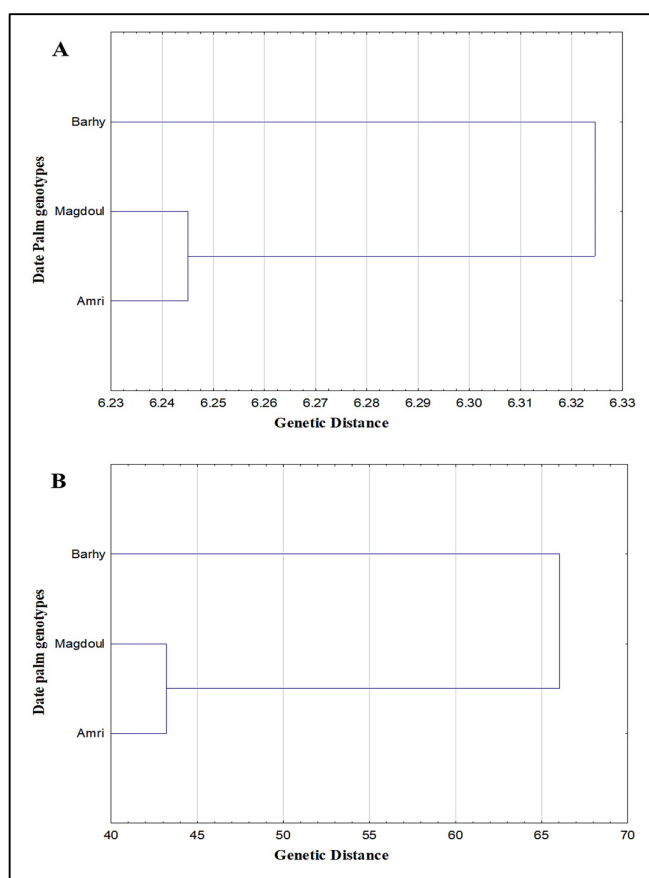 A
Date Palm genotypes
Barhy
Magdoul
Amri
6.23 6.24 6.25 6.26 6.27 6.28 6.29 6.30 6.31 6.32 6.33
Genetic Distance
B
Date palm genotypes
Barhy
Magdoul
Amri
40 45 50 55 60 65 70
Genetic Distance